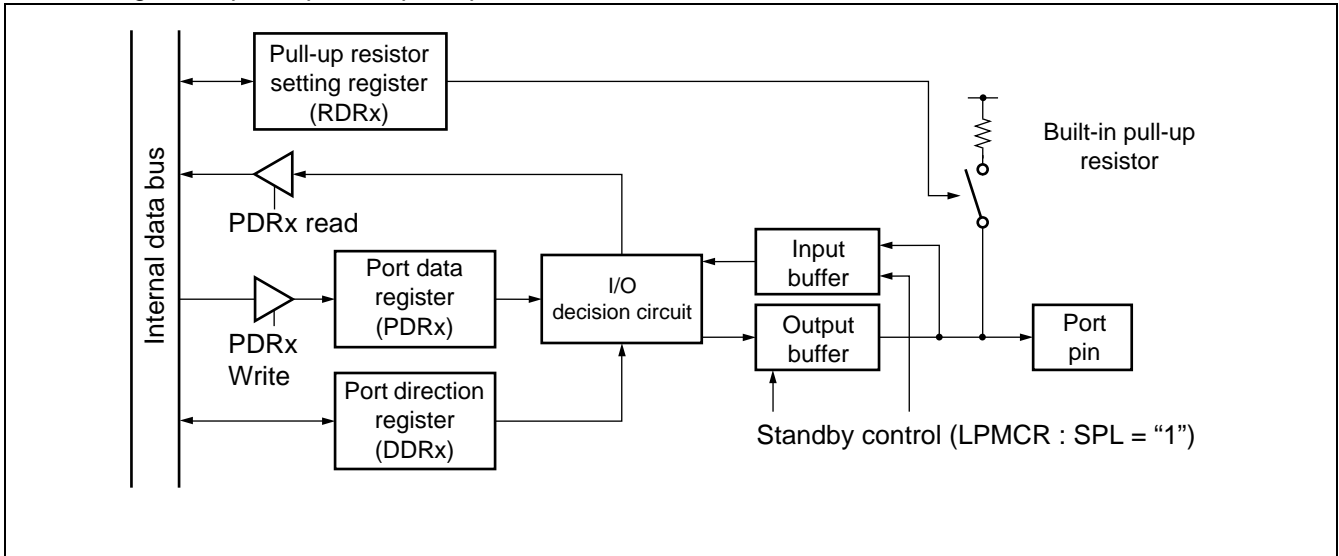 Pull-up resistor
setting register
(RDRx)
Built-in pull-up
resistor
Internal data bus
PDRx read
Port data
register
(PDRx)
I/O
decision circuit
Input
buffer
Output
buffer
Port
pin
PDRx
Write
Port direction
register
(DDRx)
Standby control (LPMCR : SPL = “1”)